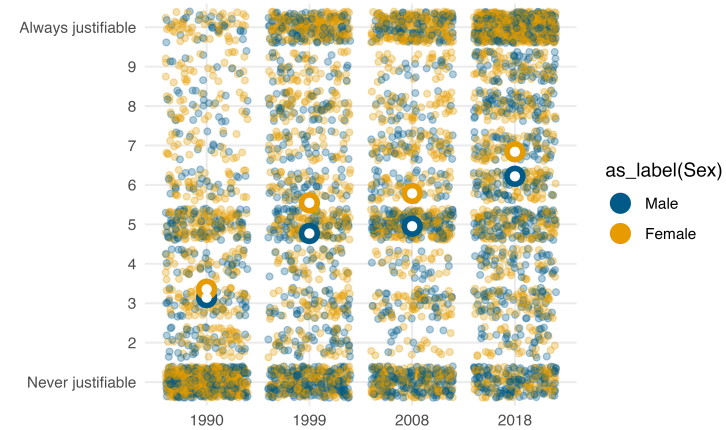 Always justifiable
9
8
7
6
5
4
3
2
Never justifiable
1990 1999 2008 2018
as_label(Sex)
Male
Female